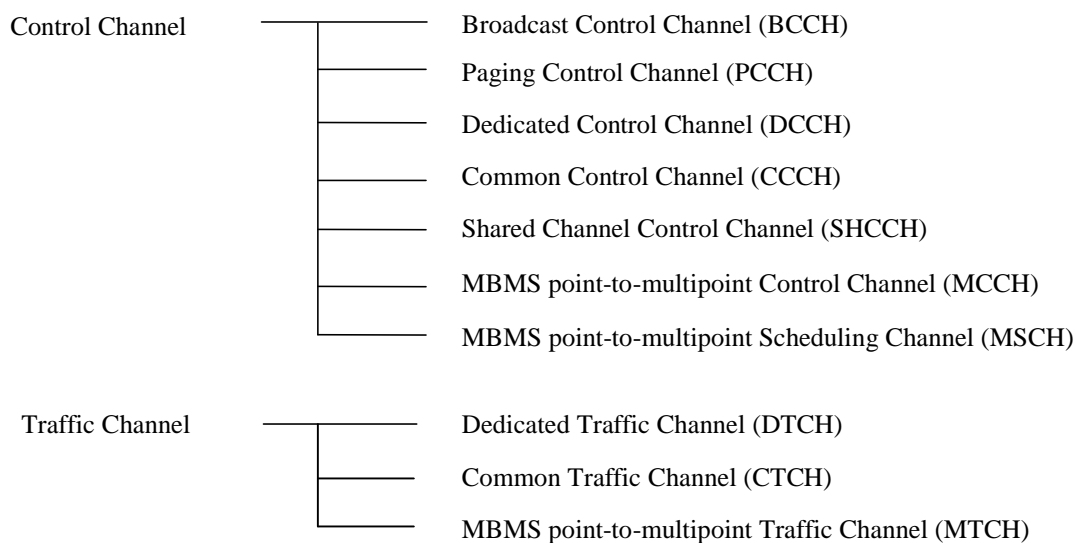 Control Channel
Broadcast Control Channel (BCCH)
Paging Control Channel (PCCH)
Dedicated Control Channel (DCCH)
Common Control Channel (CCCH)
Shared Channel Control Channel (SHCCH)
MBMS point-to-multipoint Control Channel (MCCH)
MBMS point-to-multipoint Scheduling Channel (MSCH)
Traffic Channel
Dedicated Traffic Channel (DTCH)
Common Traffic Channel (CTCH)
MBMS point-to-multipoint Traffic Channel (MTCH)